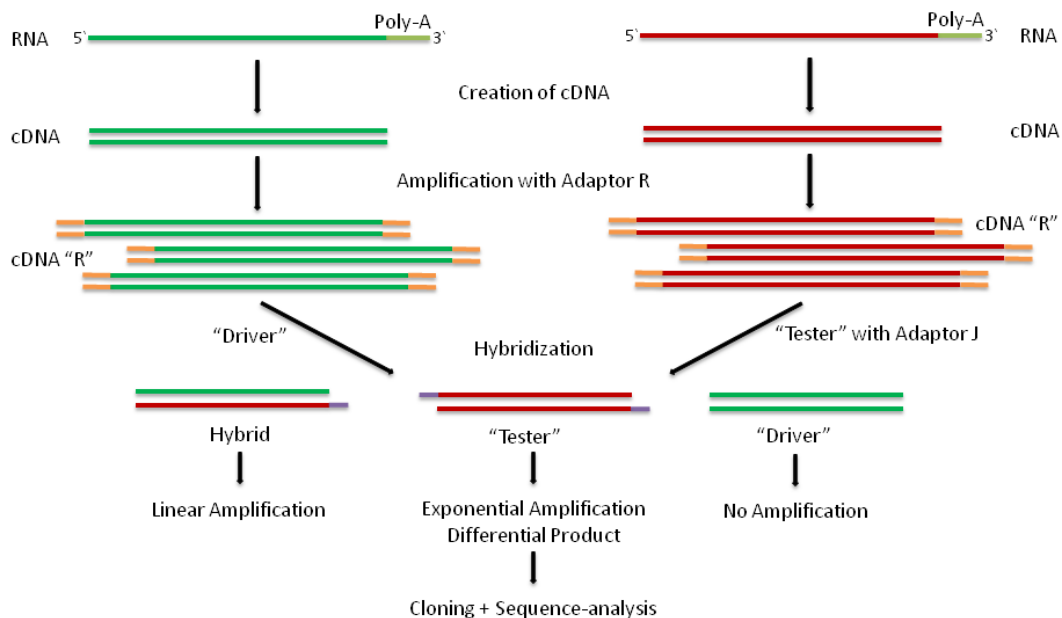 Poly-A
Poly-A
RNA 5` 3`
5` 3` RNA
Creation of cDNA
cDNA
cDNA
Amplification with Adaptor R
cDNA “R”
cDNA “R”
“Driver”
“Tester” with Adaptor J
Hybridization
Hybrid
“Tester”
“Driver”
Linear Amplification
Exponential Amplification
Differential Product
No Amplification
Cloning + Sequence-analysis